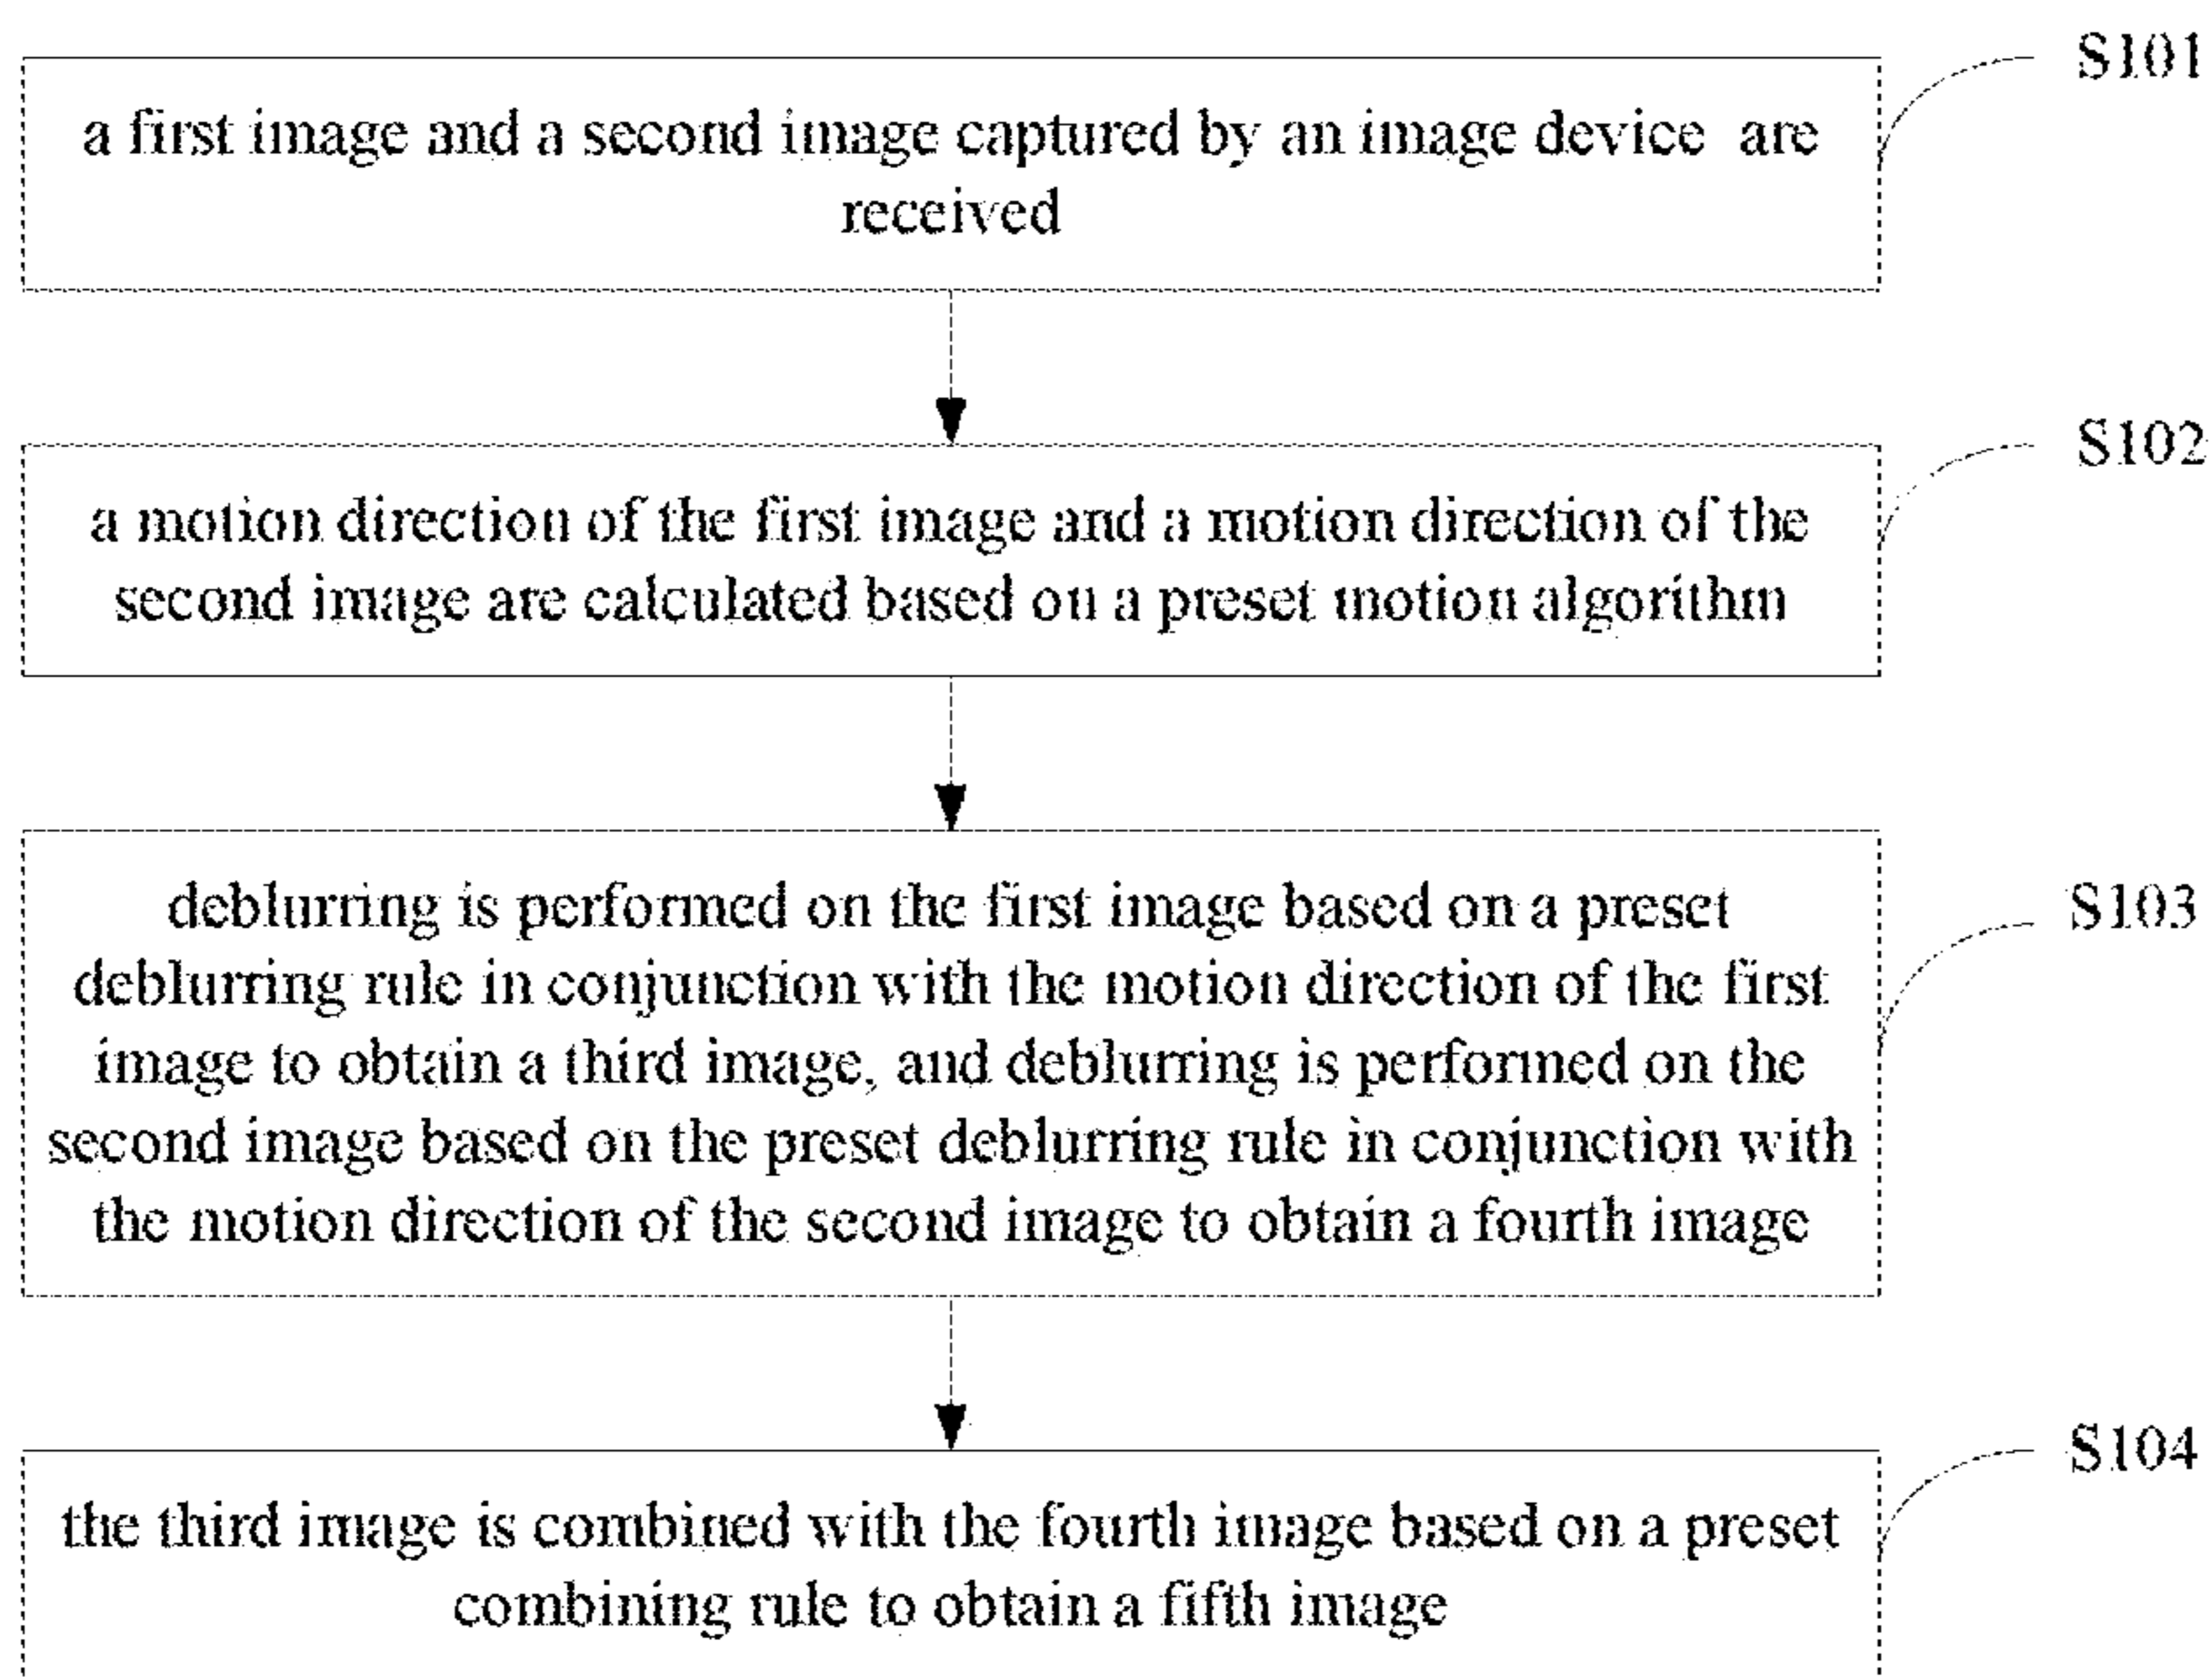 S101
a first image and a second image captured by an image device are
received
S102
a motion direction of the first image and a motion direction of the
second image are calculated based on a preset motion algorithm
S103
deblurring is performed on the first image based on a preset
deblurring rule in conjunction with the motion direction of the first
image to obtain a third image, and deblurring is performed on the
second image based on the preset deblurring rule in conjunction with
the motion direction of the second image to obtain a fourth image
S104
the third image is combined with the fourth image based on a preset
combining rule to obtain a fifth image